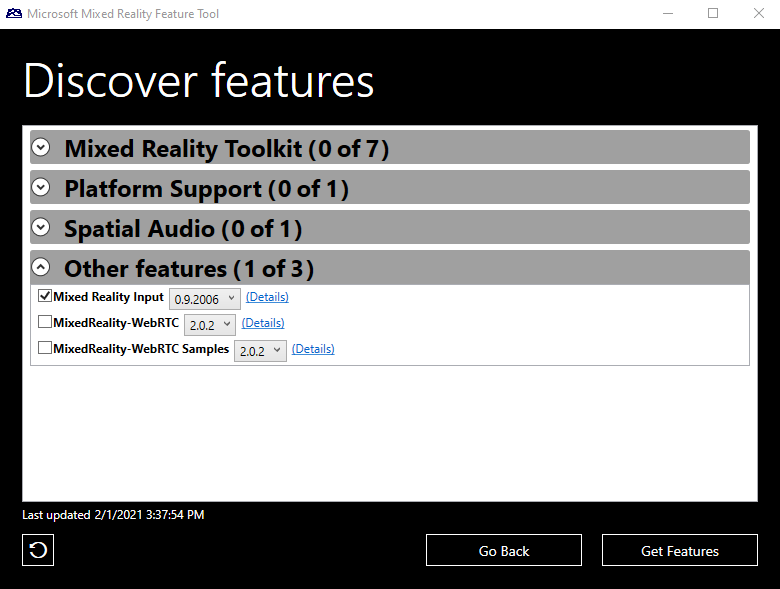 Microsoft Mixed Reality Feature Tool
Discover features
Mixed Reality Toolkit (0 of 7)
Platform Support (0 of 1)
Spatial Audio (0 of 1)
Other features (1 of 3)
Mixed Reality Input 0.9.2006 (Details)
MixedReality-WebRTC 2.0.2 (Details)
MixedReality-WebRTC Samples 2.0.2 (Details)
Last updated 2/1/2021 3:37:54 PM
Go Back Get Features